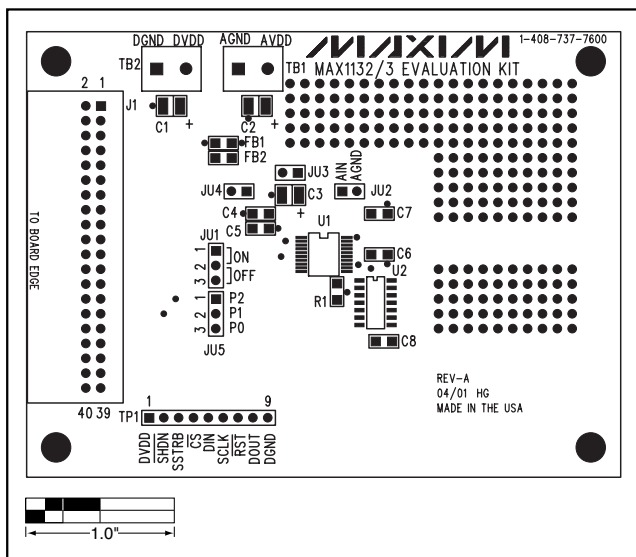 DGND DVDD AGND AVDD MAXIM 1-408-737-7600
TB2 TB1 MAX1132/3 EVALUATION KIT
2 1 J1
C1 + C2 +
FB1
FB2
JU3
AIN
AGND
JU4 C3 JU2
+
C4 U1 C7
C5
TO BOARD EDGE
JU1
1 ON
2
3 OFF
C6
U2
1 P2
2 P1
3 P0
R1
JU5
C8
REV-A
04/01 HG
MADE IN THE USA
40 39 TP1 1 9
DVDD
SHDN
SSTRB
CS
DIN
SCLK
RST
DOUT
DGND
1.0"